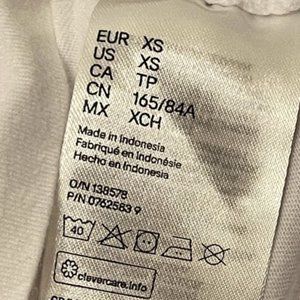 EUR XS
US XS
CA TP
CN 165/84A
MX XCH
Made in Indonesia
Fabriqué en Indonésie
Hecho en Indonesia
O/N 138578
P/N 0762583 9
40
clevercare.info